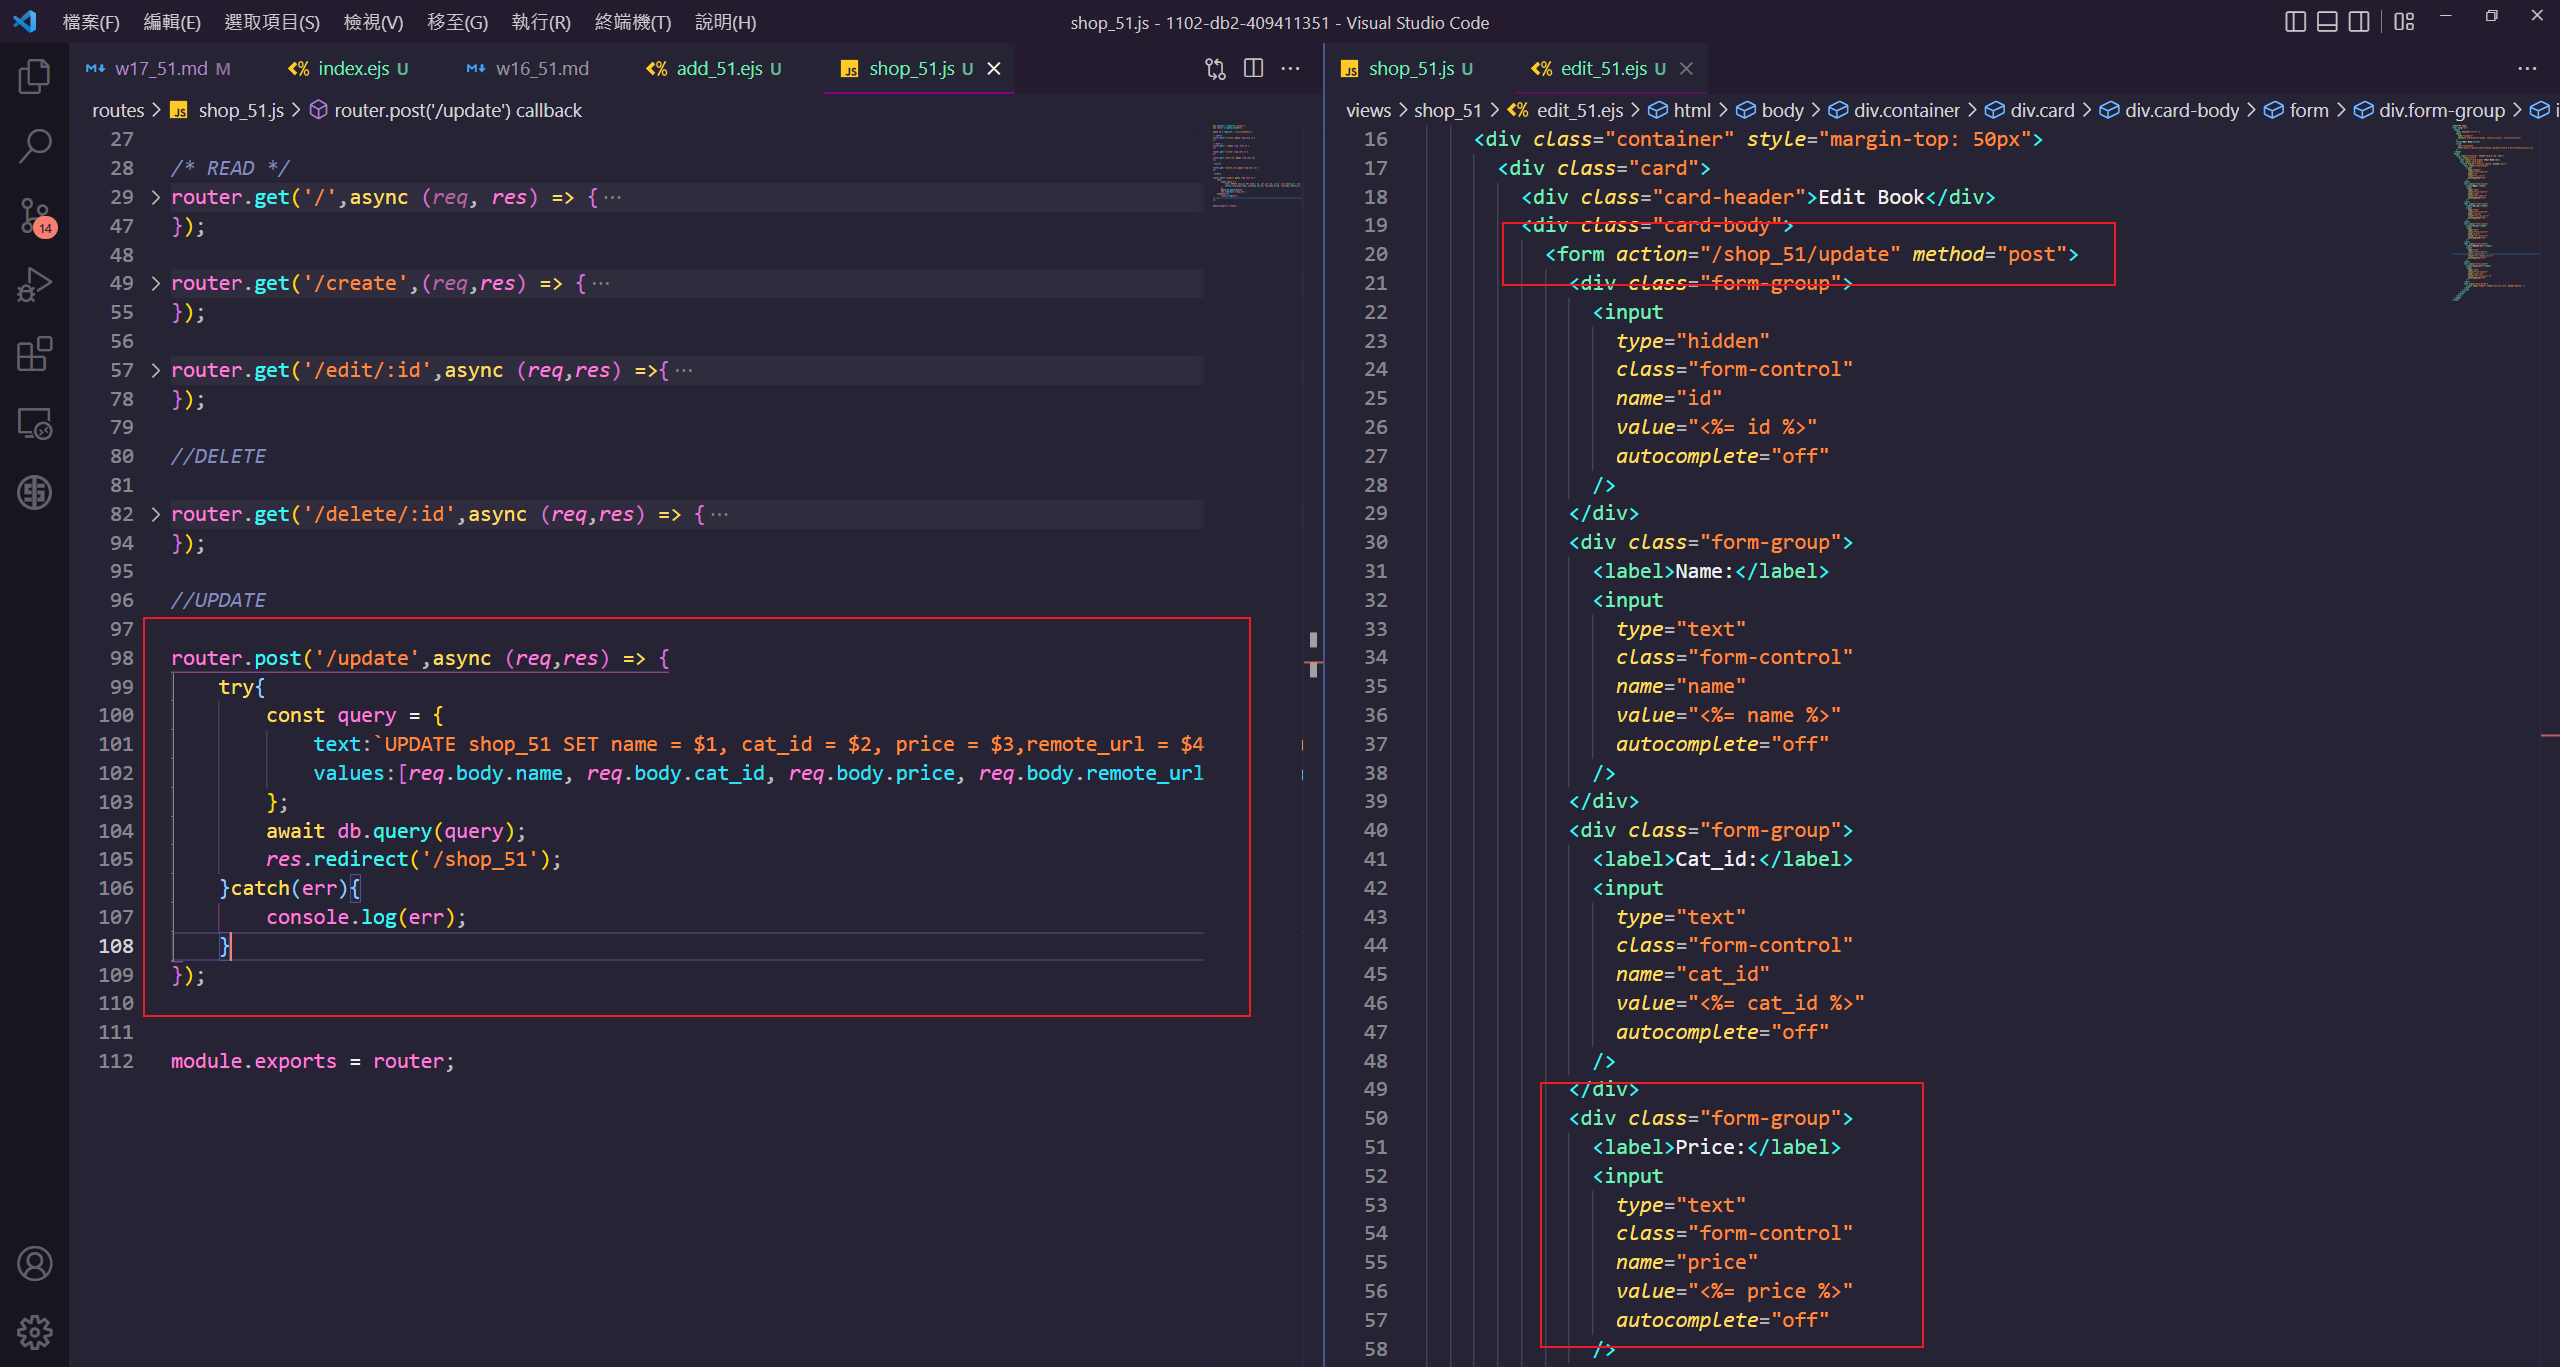 檔案(F) 編輯(E) 選取項目(S) 檢視(V) 移至(G) 執行(R) 終端機(T) 說明(H)
shop_51.js - 1102-db2-409411351 - Visual Studio Code
w17_51.md M index.ejs U w16_51.md add_51.ejs U JS shop_51.js U
routes > JS shop_51.js > router.post('/update') callback
14
27
28 /* READ */
29 router.get('/',async (req, res) => {···
47 });
48
49 router.get('/create',(req,res) => {···
55 });
56
57 router.get('/edit/:id',async (req,res) =>{···
78 });
79
80 //DELETE
81
82 router.get('/delete/:id',async (req,res) => {···
94 });
95
96 //UPDATE
97
98 router.post('/update',async (req,res) => {
99 try{
100 const query = {
101 text:`UPDATE shop_51 SET name = $1, cat_id = $2, price = $3,remote_url = $4
102 values:[req.body.name, req.body.cat_id, req.body.price, req.body.remote_url
103 };
104 await db.query(query);
105 res.redirect('/shop_51');
106 }catch(err){
107 console.log(err);
108 }
109 });
110
111
112 module.exports = router;
JS shop_51.js U edit_51.ejs U
views > shop_51 > edit_51.ejs > html > body > div.container > div.card > div.card-body > form > div.form-group > i
16 <div class="container" style="margin-top: 50px">
17 <div class="card">
18 <div class="card-header">Edit Book</div>
19 <div class="card-body">
20 <form action="/shop_51/update" method="post">
21 <div class="form-group">
22 <input
23 type="hidden"
24 class="form-control"
25 name="id"
26 value="<%= id %>"
27 autocomplete="off"
28 />
29 </div>
30 <div class="form-group">
31 <label>Name:</label>
32 <input
33 type="text"
34 class="form-control"
35 name="name"
36 value="<%= name %>"
37 autocomplete="off"
38 />
39 </div>
40 <div class="form-group">
41 <label>Cat_id:</label>
42 <input
43 type="text"
44 class="form-control"
45 name="cat_id"
46 value="<%= cat_id %>"
47 autocomplete="off"
48 />
49 </div>
50 <div class="form-group">
51 <label>Price:</label>
52 <input
53 type="text"
54 class="form-control"
55 name="price"
56 value="<%= price %>"
57 autocomplete="off"
58 />